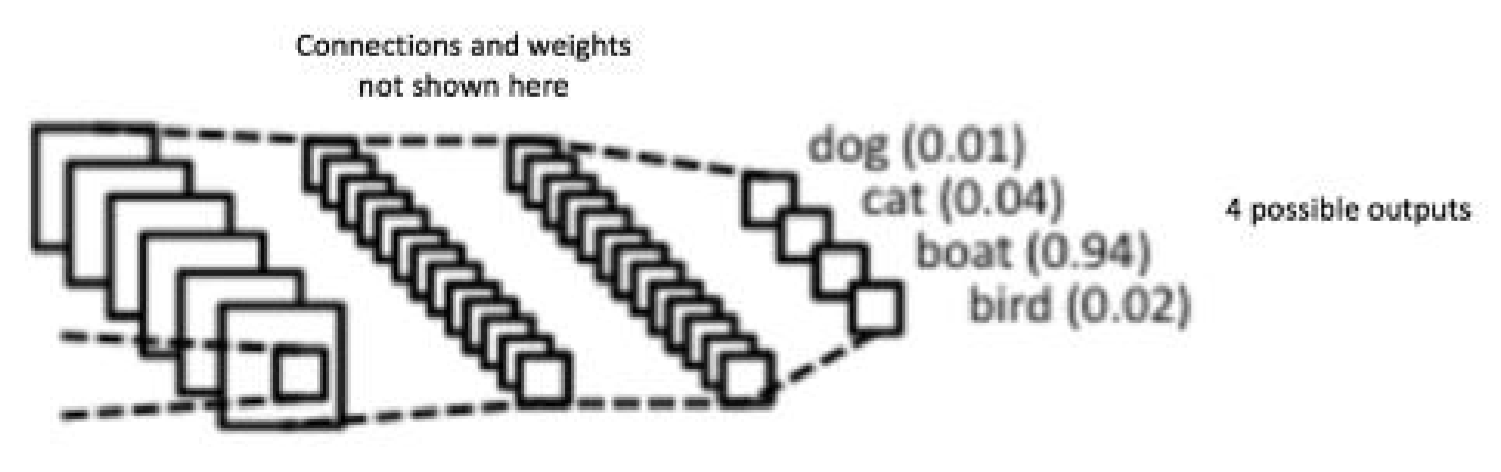 Connections and weights
not shown here
dog (0.01)
cat (0.04)
boat (0.94)
bird (0.02)
4 possible outputs